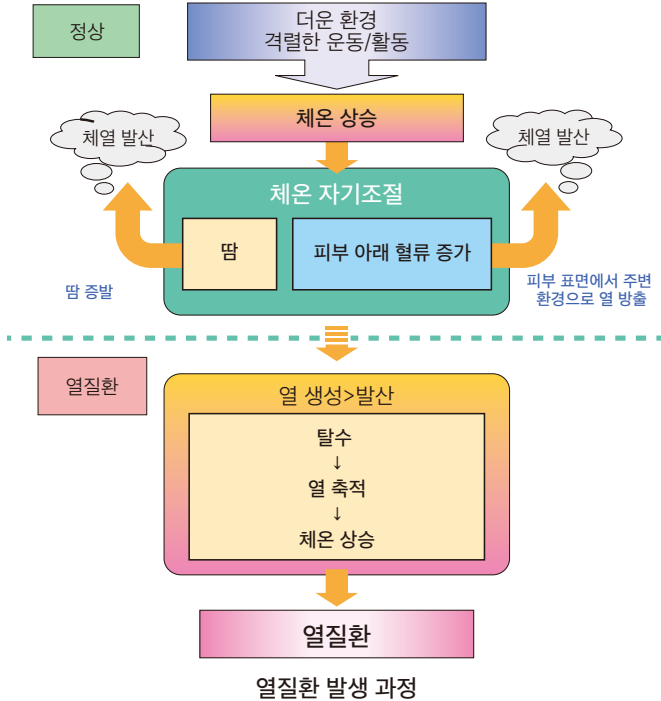 정상
더운 환경
격렬한 운동/활동
체온 상승
체열 발산
체열 발산
체온 자기조절
땀
피부 아래 혈류 증가
땀 증발
피부 표면에서 주변
환경으로 열 방출
열질환
열 생성>발산
탈수
↓
열 축적
↓
체온 상승
열질환
열질환 발생 과정